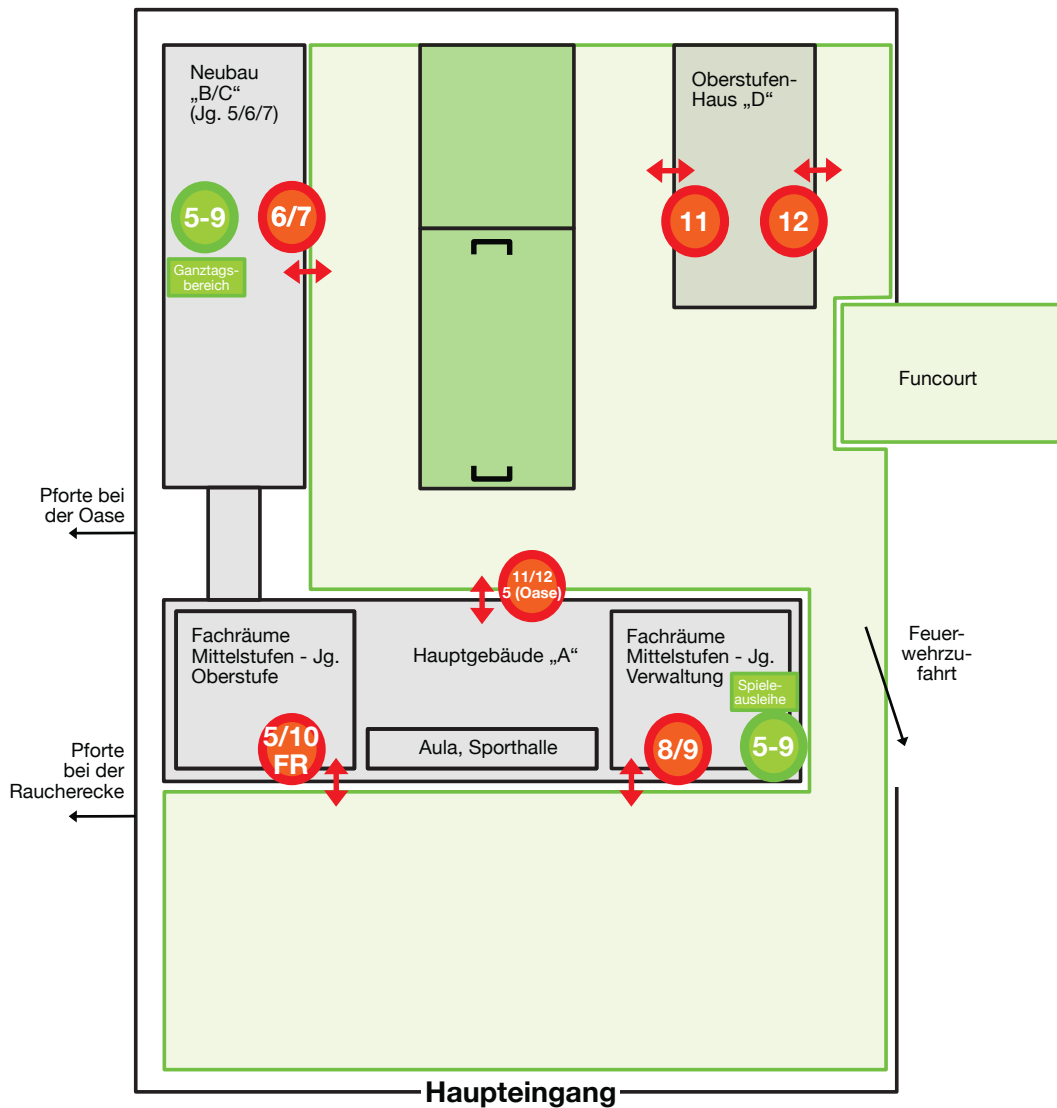 Neubau
„B/C“
(Jg. 5/6/7)
Oberstufen-
Haus „D“
5-9
6/7
11
12
Ganztags-
bereich
Funcourt
Pforte bei
der Oase
11/12
5 (Oase)
Fachräume
Mittelstufen - Jg.
Oberstufe
Hauptgebäude „A“
Fachräume
Mittelstufen - Jg.
Verwaltung
Spiele-
ausleihe
Feuer-
wehrzu-
fahrt
5/10
FR
Aula, Sporthalle
8/9
5-9
Pforte
bei der
Raucherecke
Haupteingang